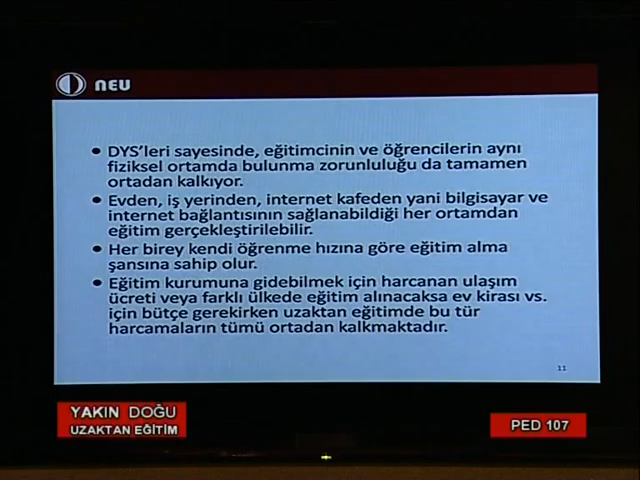 NEU
• DYS'leri sayesinde, eğitimcinin ve öğrencilerin aynı
fiziksel ortamda bulunma zorunluluğu da tamamen
ortadan kalkıyor.
• Evden, iş yerinden, internet kafeden yani bilgisayar ve
internet bağlantısının sağlanabildiği her ortamdan
eğitim gerçekleştirilebilir.
• Her birey kendi öğrenme hızına göre eğitim alma
şansına sahip olur.
• Eğitim kurumuna gidebilmek için harcanan ulaşım
ücreti veya farklı ülkede eğitim alınacaksa ev kirası vs.
için bütçe gerekirken uzaktan eğitimde bu tür
harcamaların tümü ortadan kalkmaktadır.
11
YAKIN DOĞU
UZAKTAN EĞİTİM
PED 107